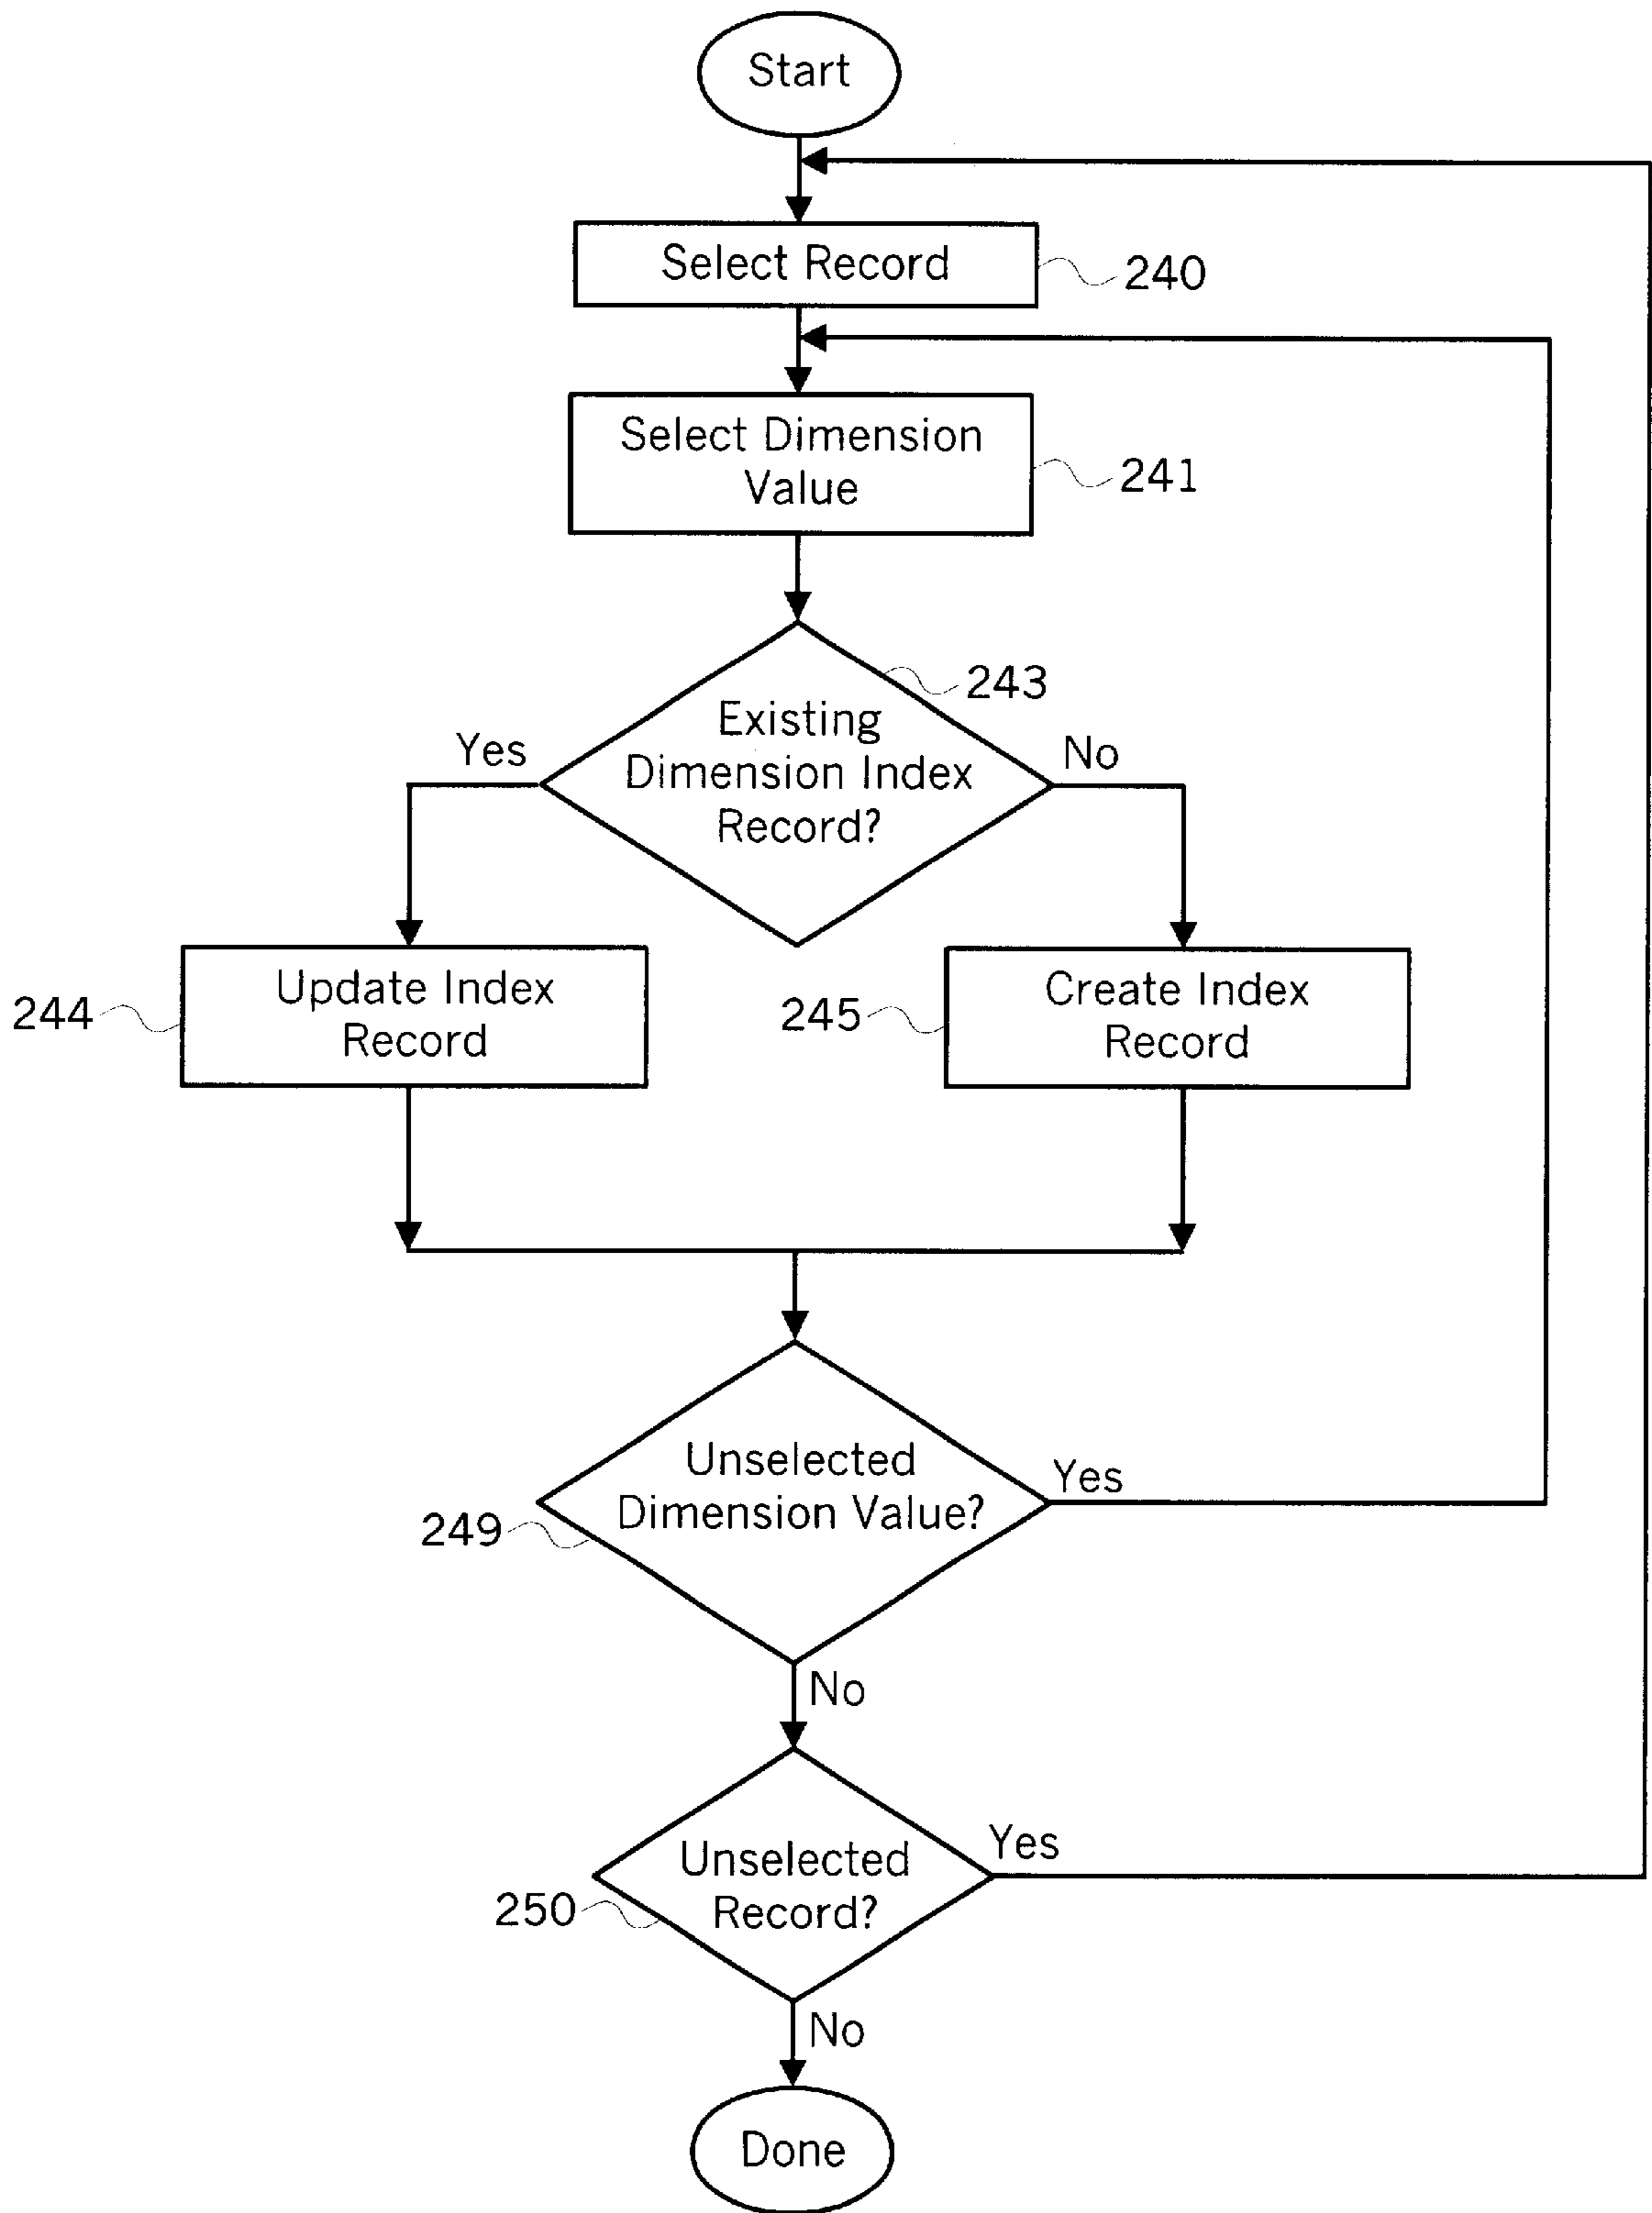 Start
Select Record
240
Select Dimension
Value
241
243
Existing
Dimension Index
Record?
Yes
No
244
Update Index
Record
245
Create Index
Record
Unselected
Dimension Value?
Yes
249
No
Unselected
Record?
Yes
250
No
Done